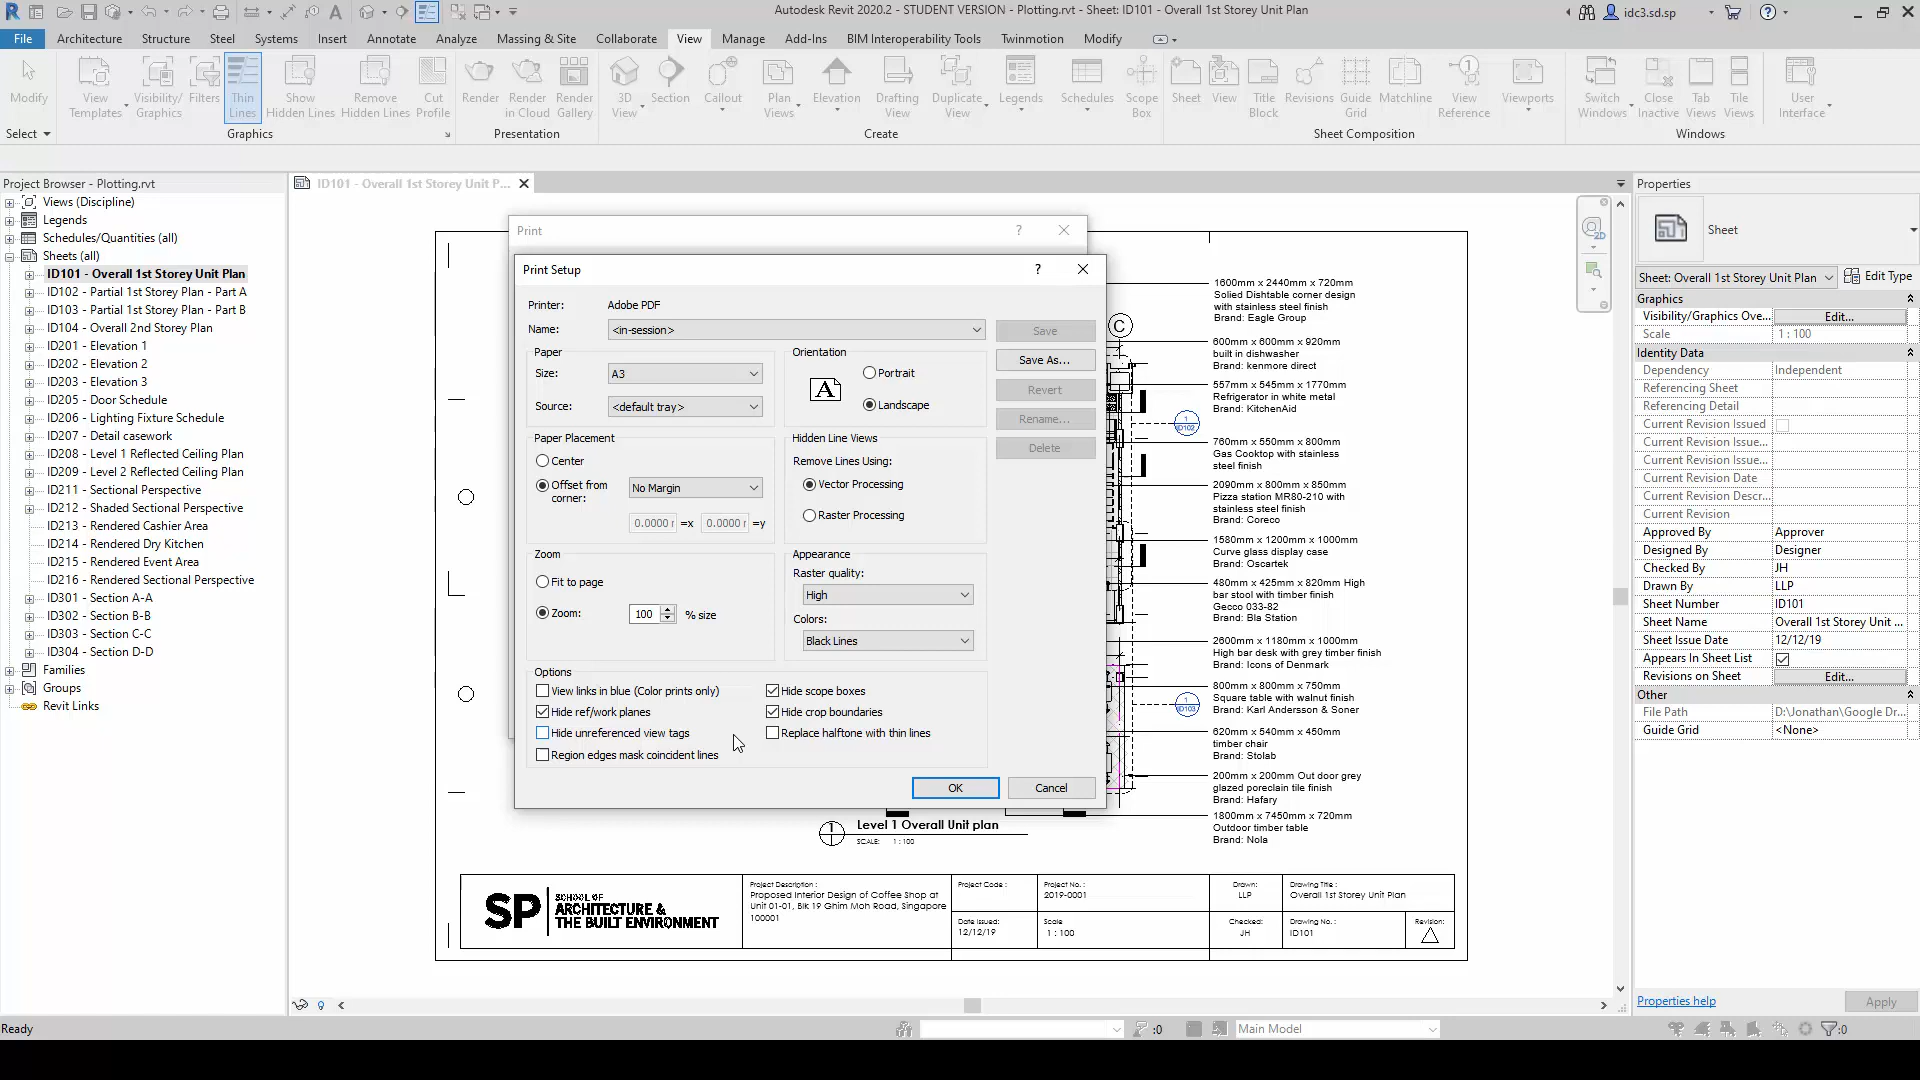 Autodesk Revit 2020.2 - STUDENT VERSION - Plotting.rvt - Sheet: ID101 - Overall 1st Storey Unit Plan
idc3.sd.sp
File Architecture Structure Steel Systems Insert Annotate Analyze Massing & Site Collaborate View Manage Add-Ins BIM Interoperability Tools Twinmotion Modify
Modify
View Templates
Visibility/ Graphics
Filters
Thin Lines
Show Hidden Lines
Remove Hidden Lines
Cut Profile
Render
Render in Cloud
Render Gallery
3D View
Section
Callout
Plan Views
Elevation
Drafting View
Duplicate View
Legends
Schedules
Scope Box
Sheet
View
Title Block
Revisions
Guide Grid
Matchline
View Reference
Viewports
Switch Windows
Close Inactive
Tab Views
Tile Views
User Interface
Select Graphics Presentation Create Sheet Composition Windows
Project Browser - Plotting.rvt
Views (Discipline)
Legends
Schedules/Quantities (all)
Sheets (all)
ID101 - Overall 1st Storey Unit Plan
ID102 - Partial 1st Storey Plan - Part A
ID103 - Partial 1st Storey Plan - Part B
ID104 - Overall 2nd Storey Plan
ID201 - Elevation 1
ID202 - Elevation 2
ID203 - Elevation 3
ID205 - Door Schedule
ID206 - Lighting Fixture Schedule
ID207 - Detail casework
ID208 - Level 1 Reflected Ceiling Plan
ID209 - Level 2 Reflected Ceiling Plan
ID211 - Sectional Perspective
ID212 - Shaded Sectional Perspective
ID213 - Rendered Cashier Area
ID214 - Rendered Dry Kitchen
ID215 - Rendered Event Area
ID216 - Rendered Sectional Perspective
ID301 - Section A-A
ID302 - Section B-B
ID303 - Section C-C
ID304 - Section D-D
Families
Groups
Revit Links
ID101 - Overall 1st Storey Unit P...
Print
Print Setup
Printer: Adobe PDF
Name: <in-session>
Save
Save As...
Revert
Rename...
Delete
Paper
Size: A3
Source: <default tray>
Orientation
A
Portrait
Landscape
Paper Placement
Center
Offset from corner: No Margin
0.0000 =x 0.0000 =y
Hidden Line Views
Remove Lines Using:
Vector Processing
Raster Processing
Zoom
Fit to page
Zoom: 100 % size
Appearance
Raster quality:
High
Colors:
Black Lines
Options
View links in blue (Color prints only)
Hide ref/work planes
Hide unreferenced view tags
Region edges mask coincident lines
Hide scope boxes
Hide crop boundaries
Replace halftone with thin lines
OK Cancel
C
1
ID102
1
ID103
1600mm x 2440mm x 720mm
Solied Dishtable corner design
with stainless steel finish
Brand: Eagle Group
600mm x 600mm x 920mm
built in dishwasher
Brand: kenmore direct
557mm x 545mm x 1770mm
Refrigerator in white metal
Brand: KitchenAid
760mm x 550mm x 800mm
Gas Cooktop with stainless
steel finish
2090mm x 800mm x 850mm
Pizza station MR80-210 with
stainless steel finish
Brand: Coreco
1580mm x 1200mm x 1000mm
Curve glass display case
Brand: Oscartek
480mm x 425mm x 820mm High
bar stool with timber finish
Gecco 033-82
Brand: Bla Station
2600mm x 1180mm x 1000mm
High bar desk with grey timber finish
Brand: Icons of Denmark
800mm x 800mm x 750mm
Square table with walnut finish
Brand: Karl Andersson & Soner
620mm x 540mm x 450mm
timber chair
Brand: Stolab
200mm x 200mm Out door grey
glazed poreclain tile finish
Brand: Hafary
1800mm x 7450mm x 720mm
Outdoor timber table
Brand: Nola
1 Level 1 Overall Unit plan
SCALE: 1 : 100
SP
SCHOOL OF
ARCHITECTURE &
THE BUILT ENVIRONMENT
Project Description :
Proposed Interior Design of Coffee Shop at
Unit 01-01, Blk 19 Ghim Moh Road, Singapore
100001
Project Code :
Project No. :
2019-0001
Drawn:
LLP
Drawing Title :
Overall 1st Storey Unit Plan
Date Issued:
12/12/19
Scale
1 : 100
Checked:
JH
Drawing No. :
ID101
Revision:
Properties
Sheet
Sheet: Overall 1st Storey Unit Plan Edit Type
Graphics
Visibility/Graphics Ove... Edit...
Scale 1 : 100
Identity Data
Dependency Independent
Referencing Sheet
Referencing Detail
Current Revision Issued
Current Revision Issue...
Current Revision Issue...
Current Revision Date
Current Revision Descr...
Current Revision
Approved By Approver
Designed By Designer
Checked By JH
Drawn By LLP
Sheet Number ID101
Sheet Name Overall 1st Storey Unit ...
Sheet Issue Date 12/12/19
Appears In Sheet List
Revisions on Sheet Edit...
Other
File Path D:\Jonathan\Google Dr...
Guide Grid <None>
Properties help Apply
Ready :0 Main Model :0